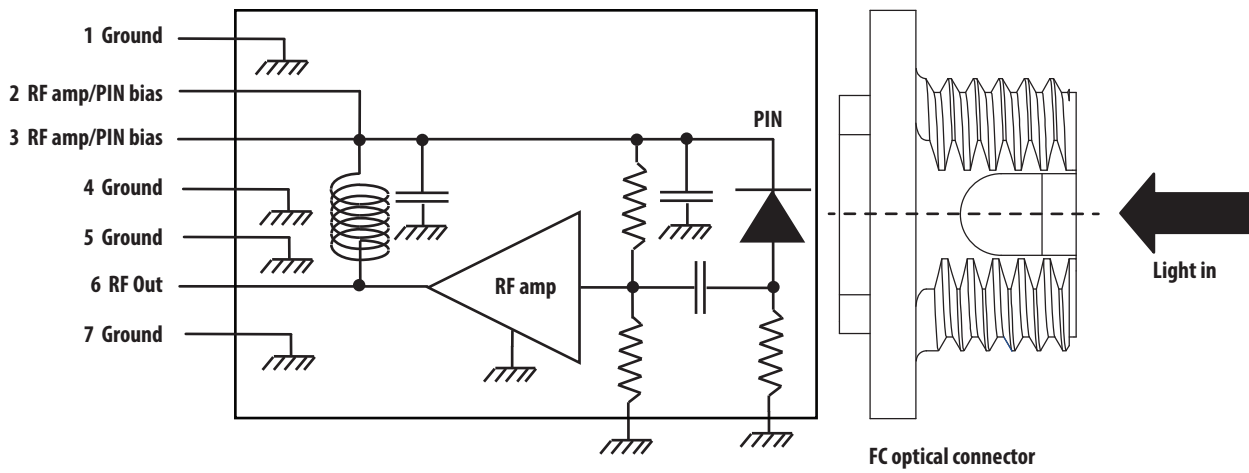 1 Ground
2 RF amp/PIN bias
3 RF amp/PIN bias
4 Ground
5 Ground
6 RF Out
7 Ground
PIN
RF amp
Light in
FC optical connector